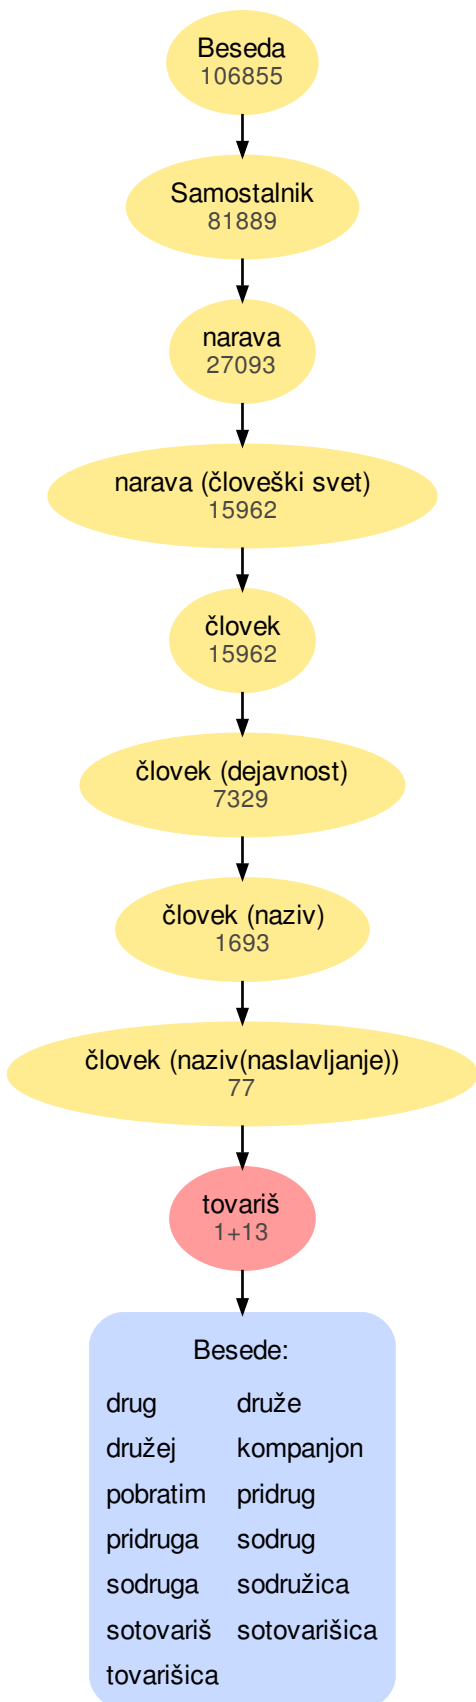 Beseda
106855
Samostalnik
81889
narava
27093
narava (človeški svet)
15962
človek
15962
človek (dejavnost)
7329
človek (naziv)
1693
človek (naziv(naslavljanje))
77
tovariš
1+13
Besede:
drug druže
družej kompanjon
pobratim pridrug
pridruga sodrug
sodruga sodružica
sotovariš sotovarišica
tovarišica